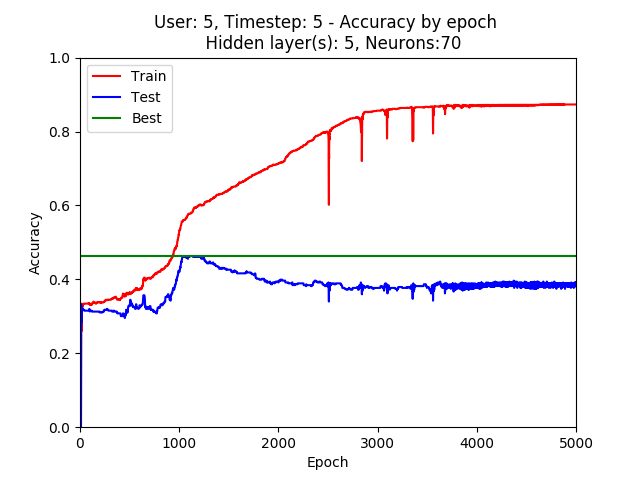 User: 5, Timestep: 5 - Accuracy by epoch
Hidden layer(s): 5, Neurons:70
1.0
Train
Test
Best
0.8
0.6
Accuracy
0.4
0.2
0.0
0 1000 2000 3000 4000 5000
Epoch